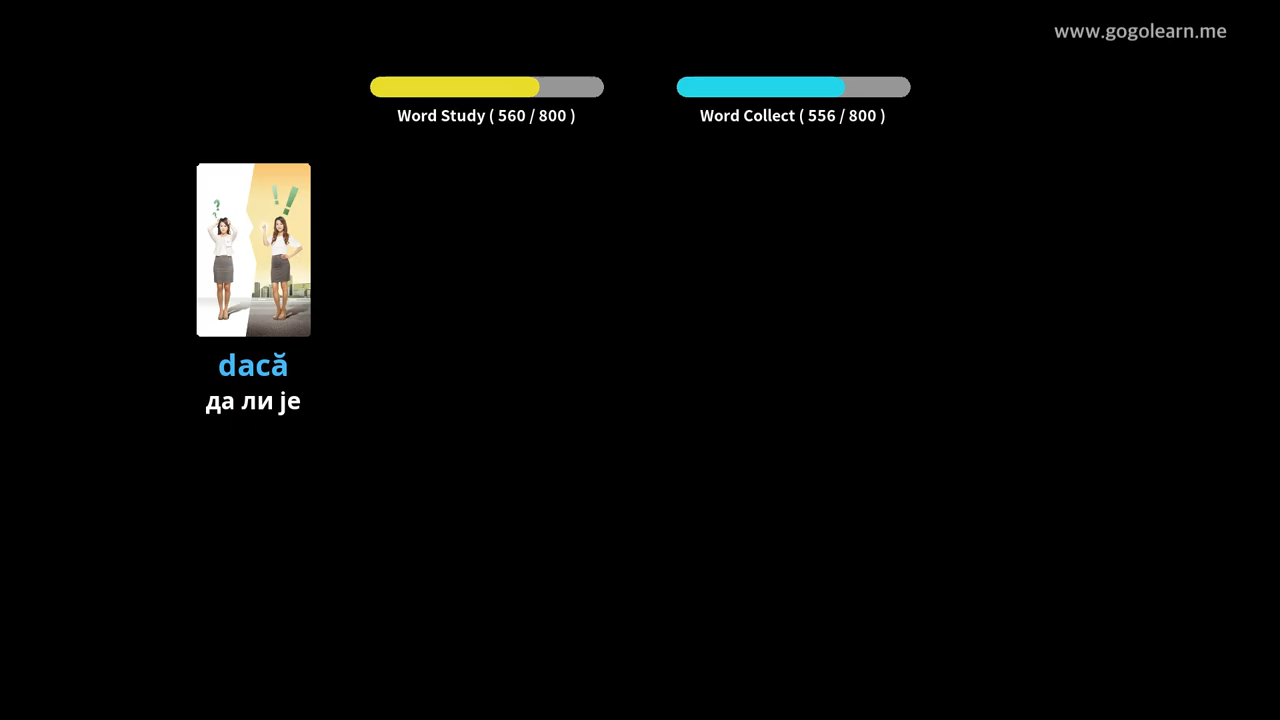 www.gogolearn.me
Word Study ( 560 / 800 )
Word Collect ( 556 / 800 )
dacă
да ли је